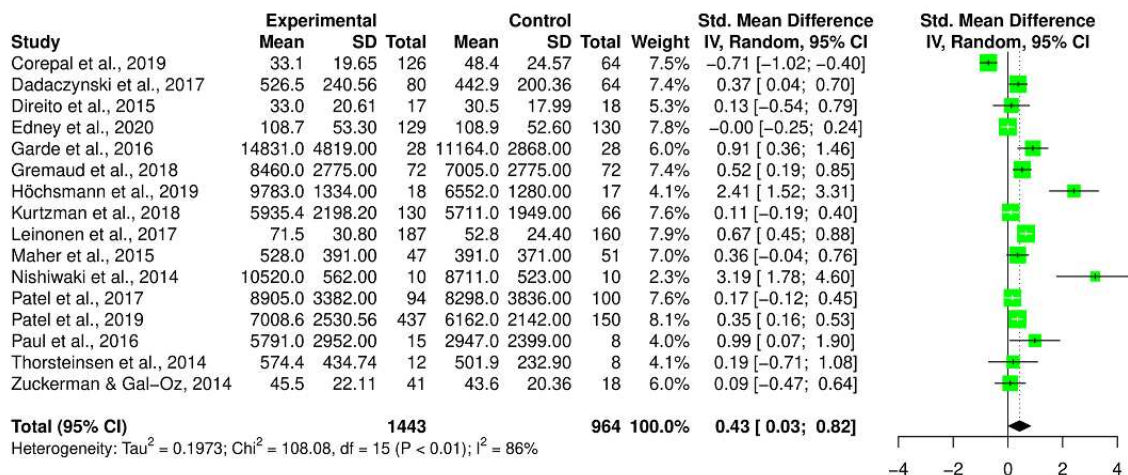 Experimental Control Std. Mean Difference Std. Mean Difference
Study Mean SD Total Mean SD Total Weight IV, Random, 95% CI IV, Random, 95% CI
Corepal et al., 2019 33.1 19.65 126 48.4 24.57 64 7.5% −0.71 [−1.02; −0.40]
Dadaczynski et al., 2017 526.5 240.56 80 442.9 200.36 64 7.4% 0.37 [ 0.04; 0.70]
Direito et al., 2015 33.0 20.61 17 30.5 17.99 18 5.3% 0.13 [−0.54; 0.79]
Edney et al., 2020 108.7 53.30 129 108.9 52.60 130 7.8% −0.00 [−0.25; 0.24]
Garde et al., 2016 14831.0 4819.00 28 11164.0 2868.00 28 6.0% 0.91 [ 0.36; 1.46]
Gremaud et al., 2018 8460.0 2775.00 72 7005.0 2775.00 72 7.4% 0.52 [ 0.19; 0.85]
Höchsmann et al., 2019 9783.0 1334.00 18 6552.0 1280.00 17 4.1% 2.41 [ 1.52; 3.31]
Kurtzman et al., 2018 5935.4 2198.20 130 5711.0 1949.00 66 7.6% 0.11 [−0.19; 0.40]
Leinonen et al., 2017 71.5 30.80 187 52.8 24.40 160 7.9% 0.67 [ 0.45; 0.88]
Maher et al., 2015 528.0 391.00 47 391.0 371.00 51 7.0% 0.36 [−0.04; 0.76]
Nishiwaki et al., 2014 10520.0 562.00 10 8711.0 523.00 10 2.3% 3.19 [ 1.78; 4.60]
Patel et al., 2017 8905.0 3382.00 94 8298.0 3836.00 100 7.6% 0.17 [−0.12; 0.45]
Patel et al., 2019 7008.6 2530.56 437 6162.0 2142.00 150 8.1% 0.35 [ 0.16; 0.53]
Paul et al., 2016 5791.0 2952.00 15 2947.0 2399.00 8 4.0% 0.99 [ 0.07; 1.90]
Thorsteinsen et al., 2014 574.4 434.74 12 501.9 232.90 8 4.1% 0.19 [−0.71; 1.08]
Zuckerman & Gal−Oz, 2014 45.5 22.11 41 43.6 20.36 18 6.0% 0.09 [−0.47; 0.64]
Total (95% CI) 1443 964 100.0% 0.43 [ 0.03; 0.82]
Heterogeneity: Tau² = 0.1973; Chi² = 108.08, df = 15 (P < 0.01); I² = 86%
−4 −2 0 2 4